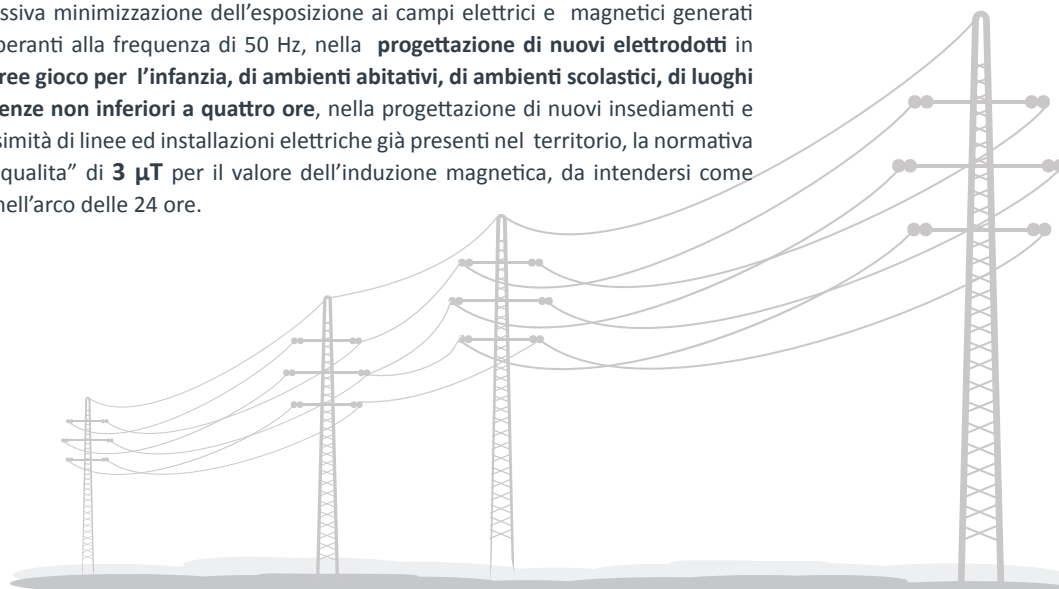 ssiva minimizzazione dell'esposizione ai campi elettrici e magnetici generati
peranti alla frequenza di 50 Hz, nella progettazione di nuovi elettrodotti in
ree gioco per l'infanzia, di ambienti abitativi, di ambienti scolastici, di luoghi
enze non inferiori a quattro ore, nella progettazione di nuovi insediamenti e
simità di linee ed installazioni elettriche già presenti nel territorio, la normativa
qualita" di 3 µT per il valore dell'induzione magnetica, da intendersi come
nell'arco delle 24 ore.